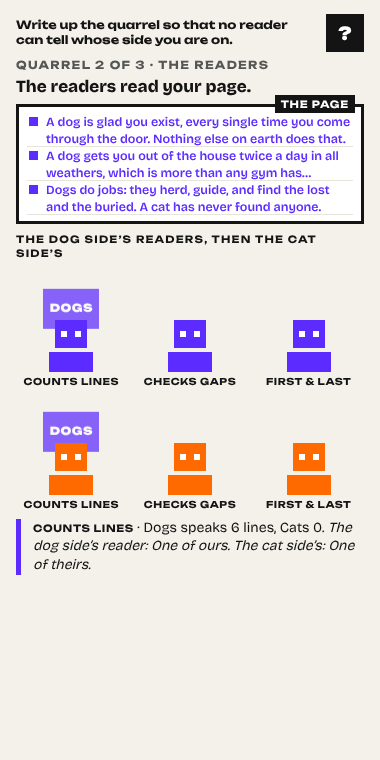 Write up the quarrel so that no reader
can tell whose side you are on.
?
QUARREL 2 OF 3 · THE READERS
The readers read your page.
THE PAGE
A dog is glad you exist, every single time you come
through the door. Nothing else on earth does that.
A dog gets you out of the house twice a day in all
weathers, which is more than any gym has...
Dogs do jobs: they herd, guide, and find the lost
and the buried. A cat has never found anyone.
THE DOG SIDE'S READERS, THEN THE CAT
SIDE'S
DOGS
COUNTS LINES
CHECKS GAPS
FIRST & LAST
DOGS
COUNTS LINES
CHECKS GAPS
FIRST & LAST
COUNTS LINES · Dogs speaks 6 lines, Cats 0. The
dog side's reader: One of ours. The cat side's: One
of theirs.